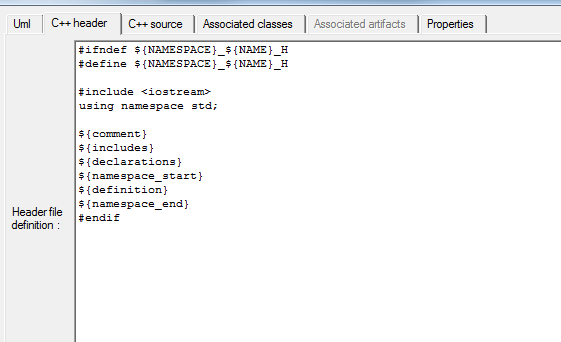 Uml C++ header C++ source Associated classes Associated artifacts Properties
#ifndef ${NAMESPACE}_${NAME}_H
#define ${NAMESPACE}_${NAME}_H
#include <iostream>
using namespace std;
${comment}
${includes}
${declarations}
${namespace_start}
${definition}
${namespace_end}
#endif
Header file
definition :